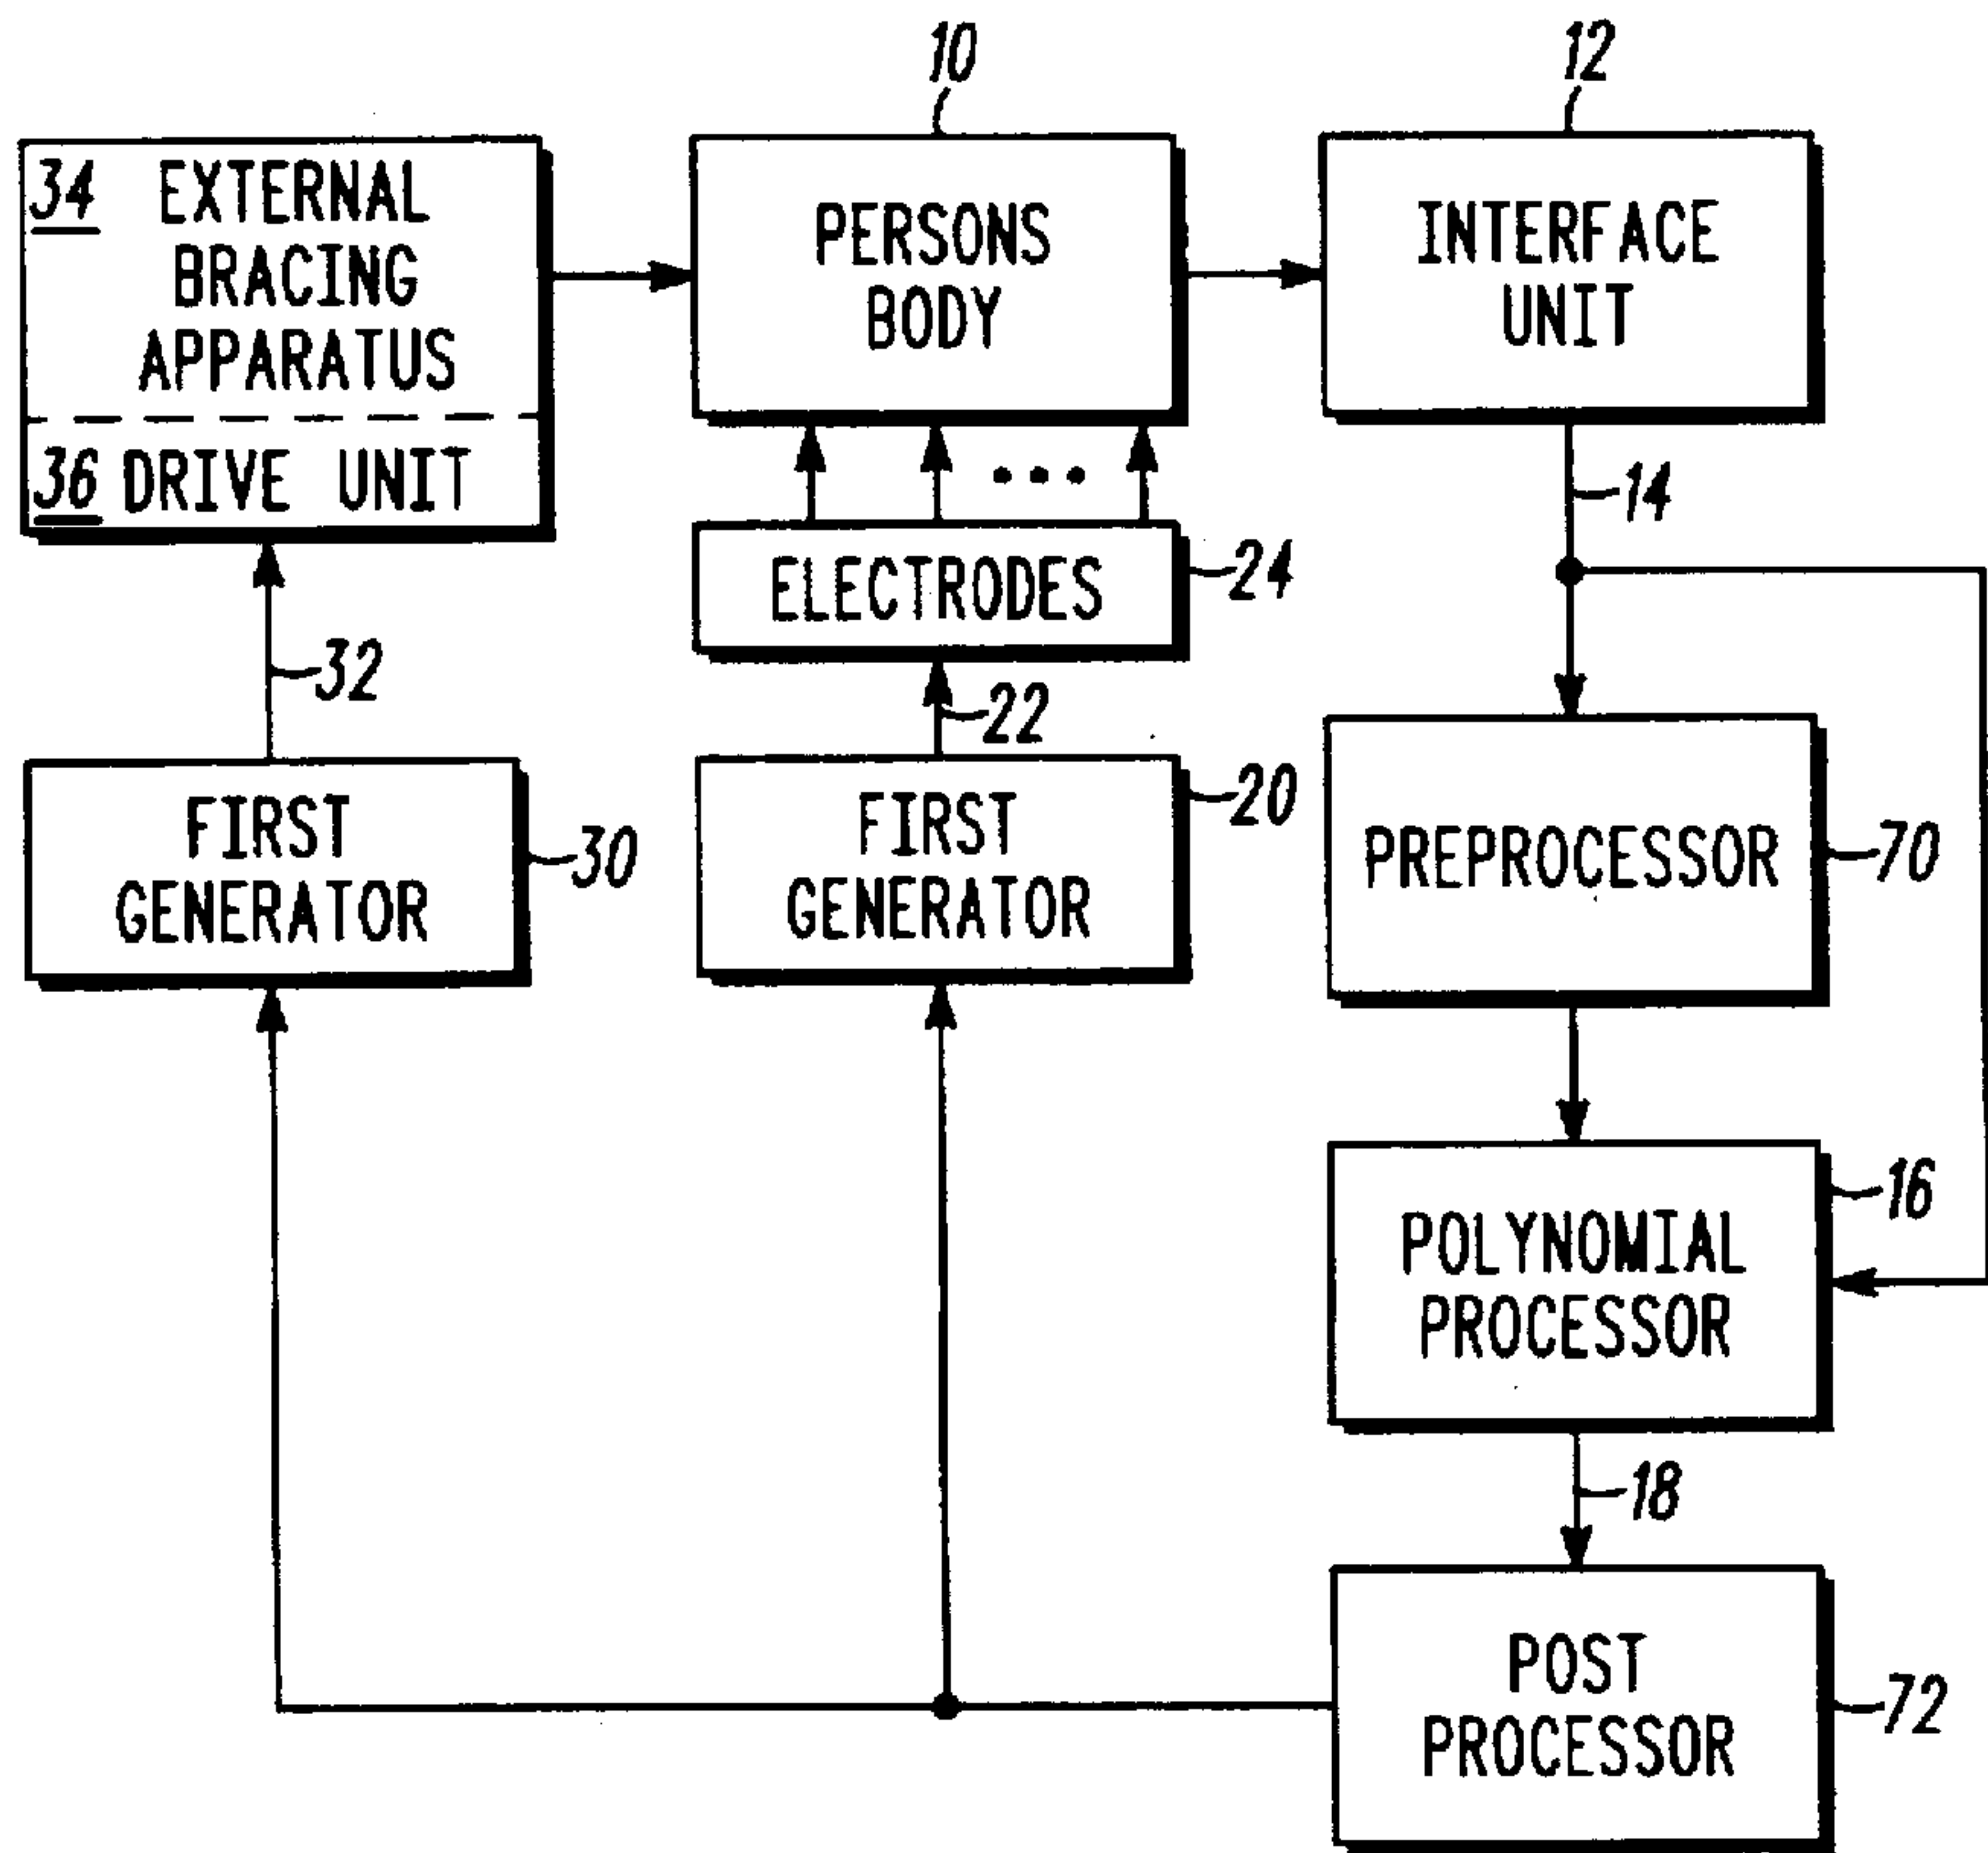 10
12
34 EXTERNAL
BRACING
APPARATUS
36 DRIVE UNIT
PERSONS
BODY
INTERFACE
UNIT
14
ELECTRODES
24
32
22
FIRST
GENERATOR
30
FIRST
GENERATOR
20
PREPROCESSOR
70
POLYNOMIAL
PROCESSOR
16
18
POST
PROCESSOR
72